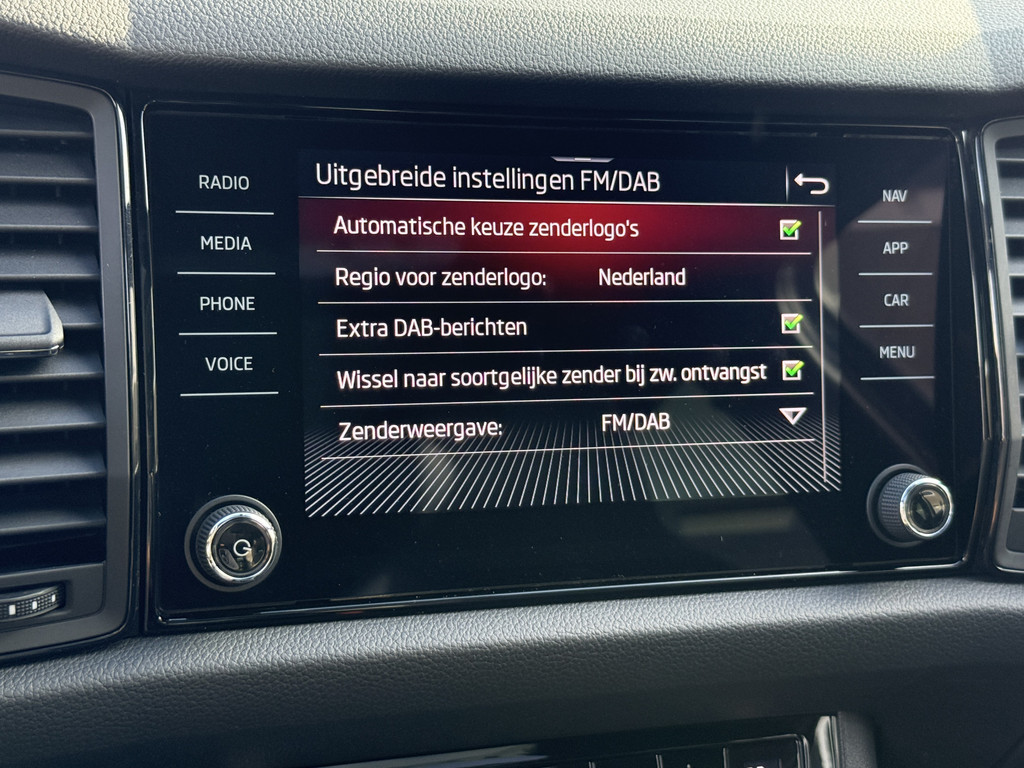 Uitgebreide instellingen FM/DAB
Automatische keuze zenderlogo's
Regio voor zenderlogo: Nederland
Extra DAB-berichten
Wissel naar soortgelijke zender bij zw. ontvangst
Zenderweergave: FM/DAB
RADIO
MEDIA
PHONE
VOICE
NAV
APP
CAR
MENU